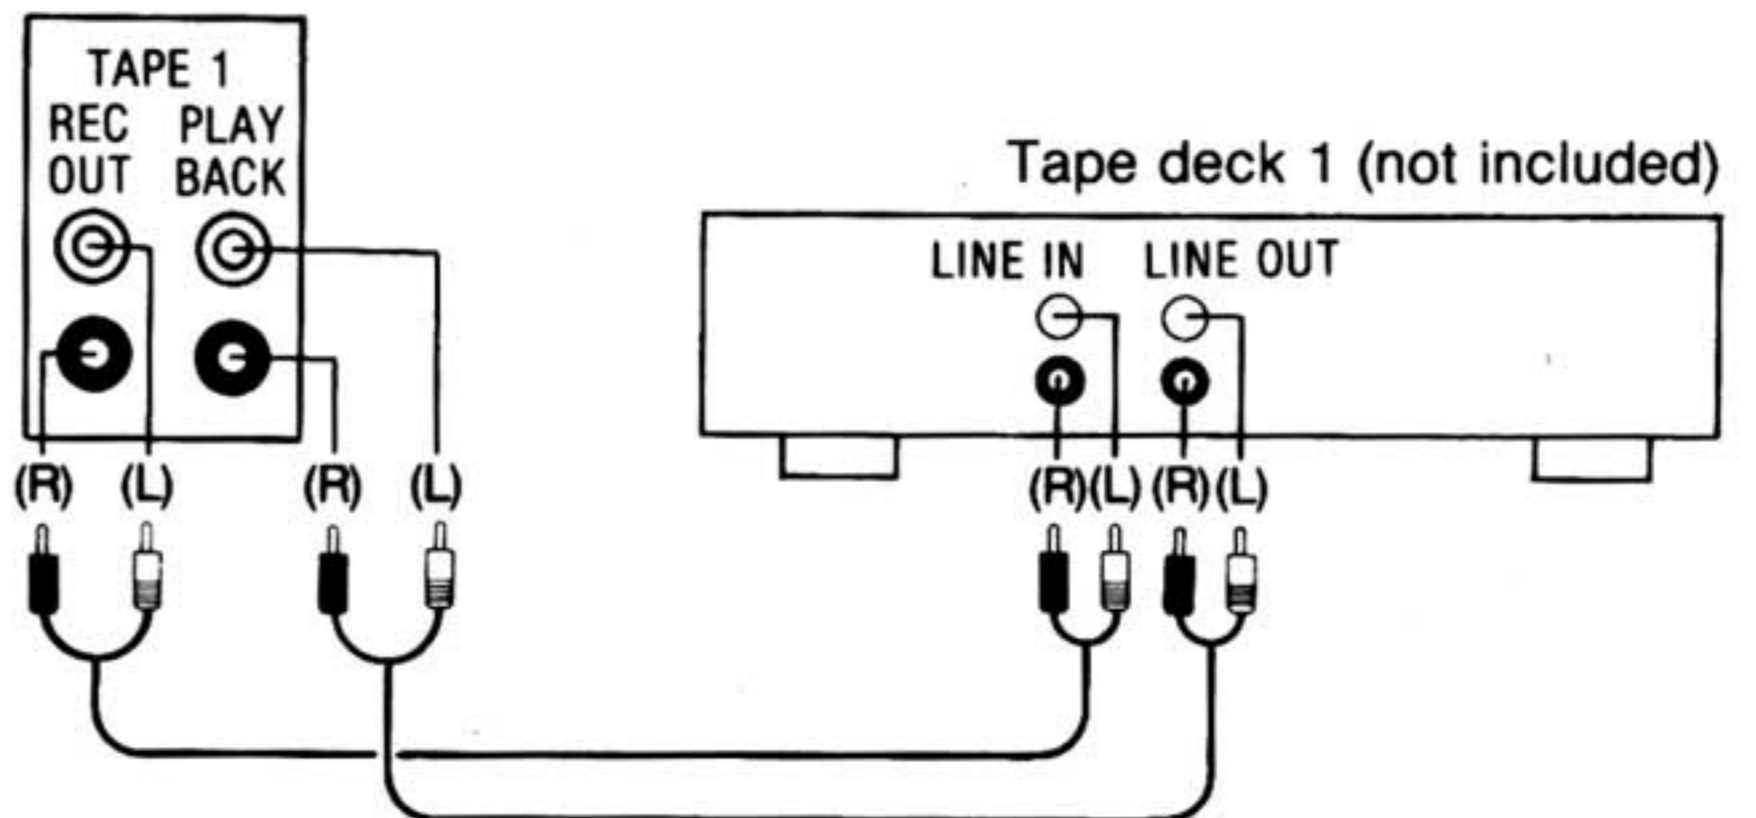 TAPE 1
REC OUT
PLAY BACK
Tape deck 1 (not included)
LINE IN LINE OUT
(R) (L) (R) (L)
(R) (L) (R) (L)